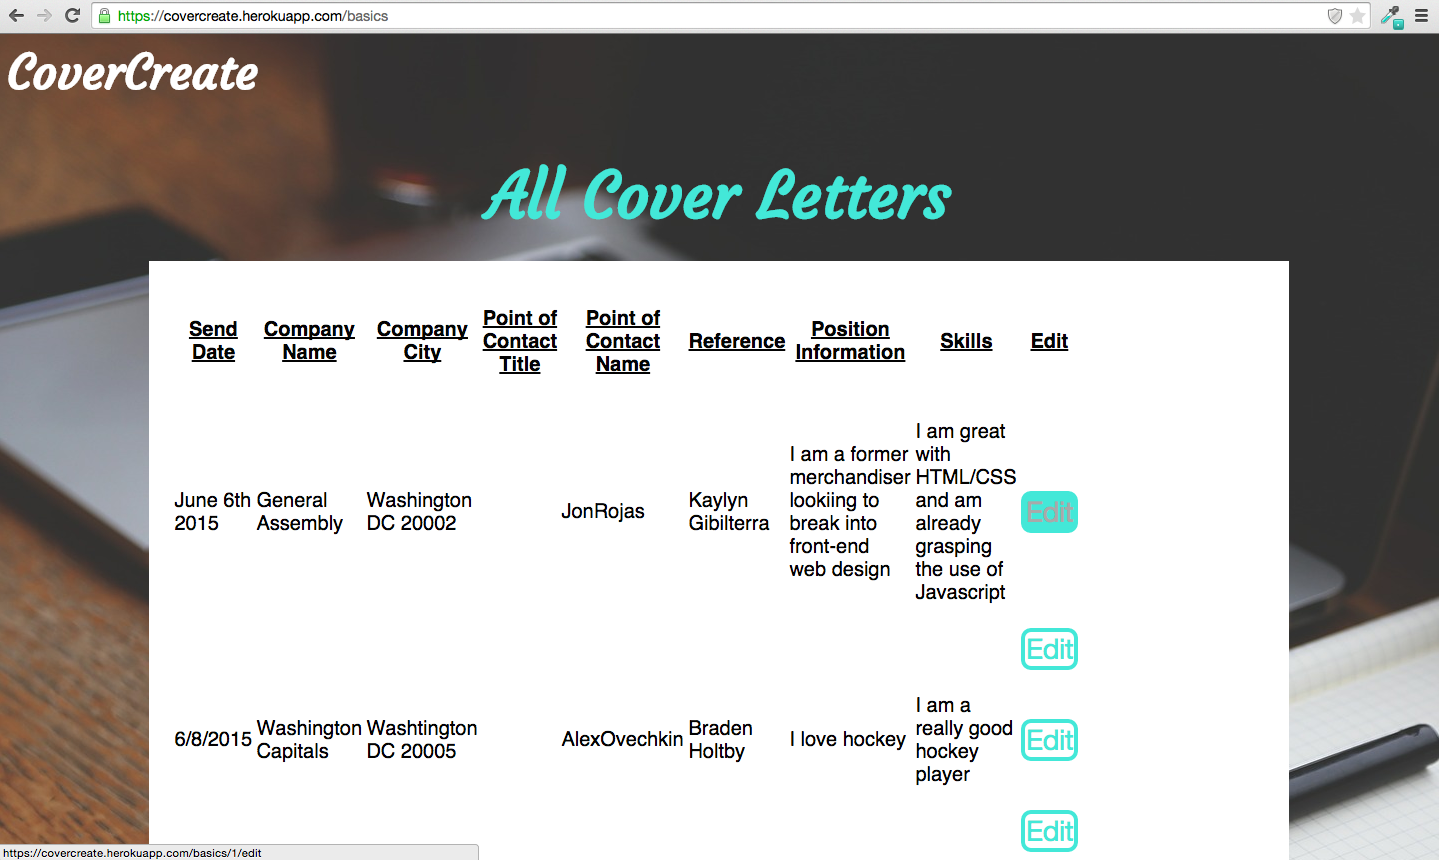 https://covercreate.herokuapp.com/basics
CoverCreate
All Cover Letters
Send
Date
Company
Name
Company
City
Point of
Contact
Title
Point of
Contact
Name
Reference
Position
Information
Skills
Edit
June 6th
2015
General
Assembly
Washington
DC 20002
JonRojas
Kaylyn
Gibilterra
I am a former
merchandiser
lookiing to
break into
front-end
web design
I am great
with
HTML/CSS
and am
already
grasping
the use of
Javascript
Edit
Edit
6/8/2015
Washington
Capitals
Washtington
DC 20005
AlexOvechkin
Braden
Holtby
I love hockey
I am a
really good
hockey
player
Edit
Edit
https://covercreate.herokuapp.com/basics/1/edit